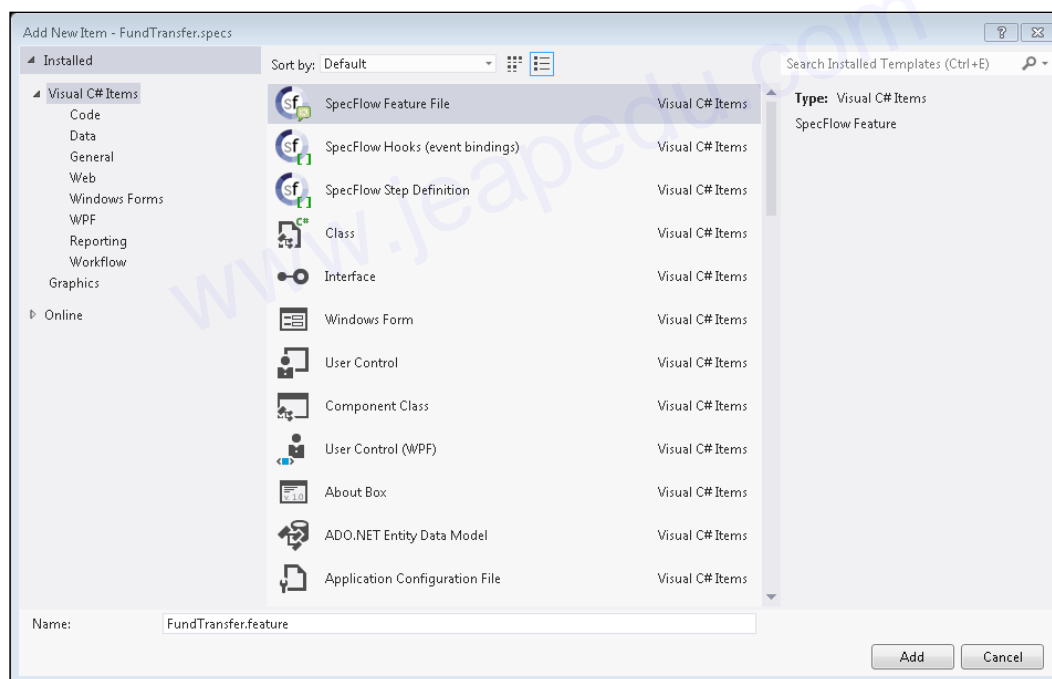 Add New Item - FundTransfer.specs
Installed
Visual C# Items
Code
Data
General
Web
Windows Forms
WPF
Reporting
Workflow
Graphics
Online
Sort by: Default
SpecFlow Feature File Visual C# Items
SpecFlow Hooks (event bindings) Visual C# Items
SpecFlow Step Definition Visual C# Items
Class Visual C# Items
Interface Visual C# Items
Windows Form Visual C# Items
User Control Visual C# Items
Component Class Visual C# Items
User Control (WPF) Visual C# Items
About Box Visual C# Items
ADO.NET Entity Data Model Visual C# Items
Application Configuration File Visual C# Items
Search Installed Templates (Ctrl+E)
Type: Visual C# Items
SpecFlow Feature
Name: FundTransfer.feature
Add Cancel
www.jeapedu.com